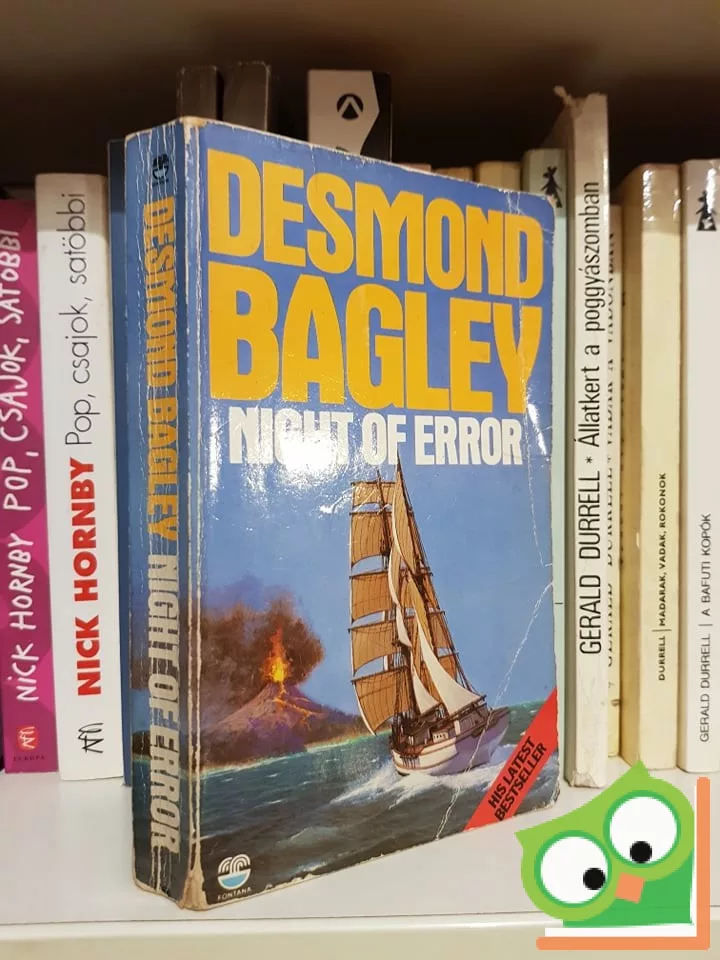 NICK HORNBY POP, CSAJOK, SATÖBBI
EUROPA
NICK HORNBY Pop, csajok, satöbbi
DESMOND BAGLEY NIGHT OF ERROR
DESMOND
BAGLEY
NIGHT OF ERROR
HIS LATEST
BESTSELLER
FONTANA
GERALD DURRELL * Állatkert a poggyászomban
DURRELL | MADARAK, VADAK, ROKONOK
GERALD DURRELL | A BAFUTI KOPÓK